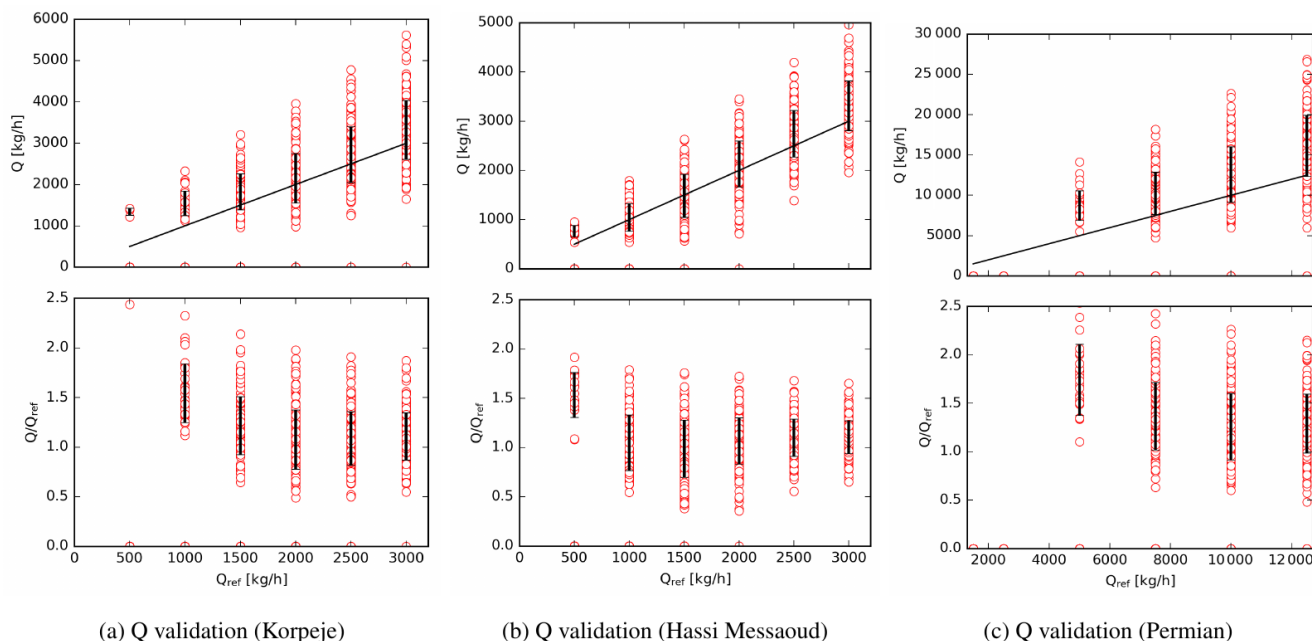 6000
5000
4000
3000
2000
1000
0
Q [kg/h]
2.5
2.0
1.5
1.0
0.5
0.0
Q/Qref
0 500 1000 1500 2000 2500 3000
Qref [kg/h]
(a) Q validation (Korpeje)
5000
4000
3000
2000
1000
0
Q [kg/h]
2.5
2.0
1.5
1.0
0.5
0.0
Q/Qref
0 500 1000 1500 2000 2500 3000
Qref [kg/h]
(b) Q validation (Hassi Messaoud)
30 000
25 000
20 000
15 000
10 000
5000
0
Q [kg/h]
2.5
2.0
1.5
1.0
0.5
0.0
Q/Qref
2000 4000 6000 8000 10000 12000
Qref [kg/h]
(c) Q validation (Permian)